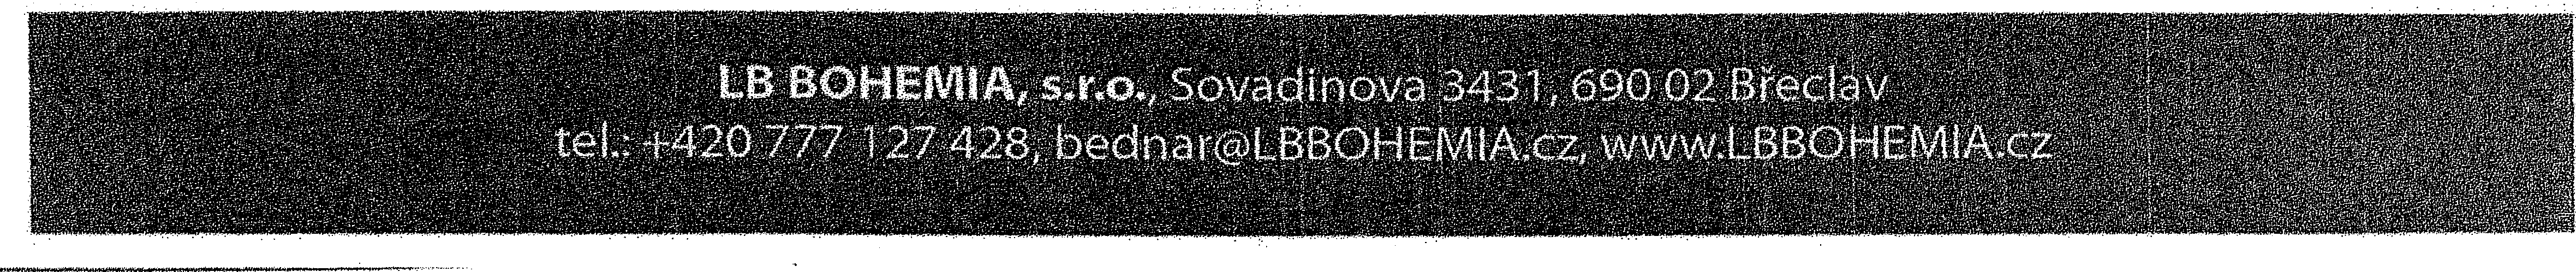 LB BOHEMIA, s.r.o., Sovadinova 3431, 690 02 Břeclav
tel.: +420 777 127 428, bednar@LBBOHEMIA.cz, www.LBBOHEMIA.cz